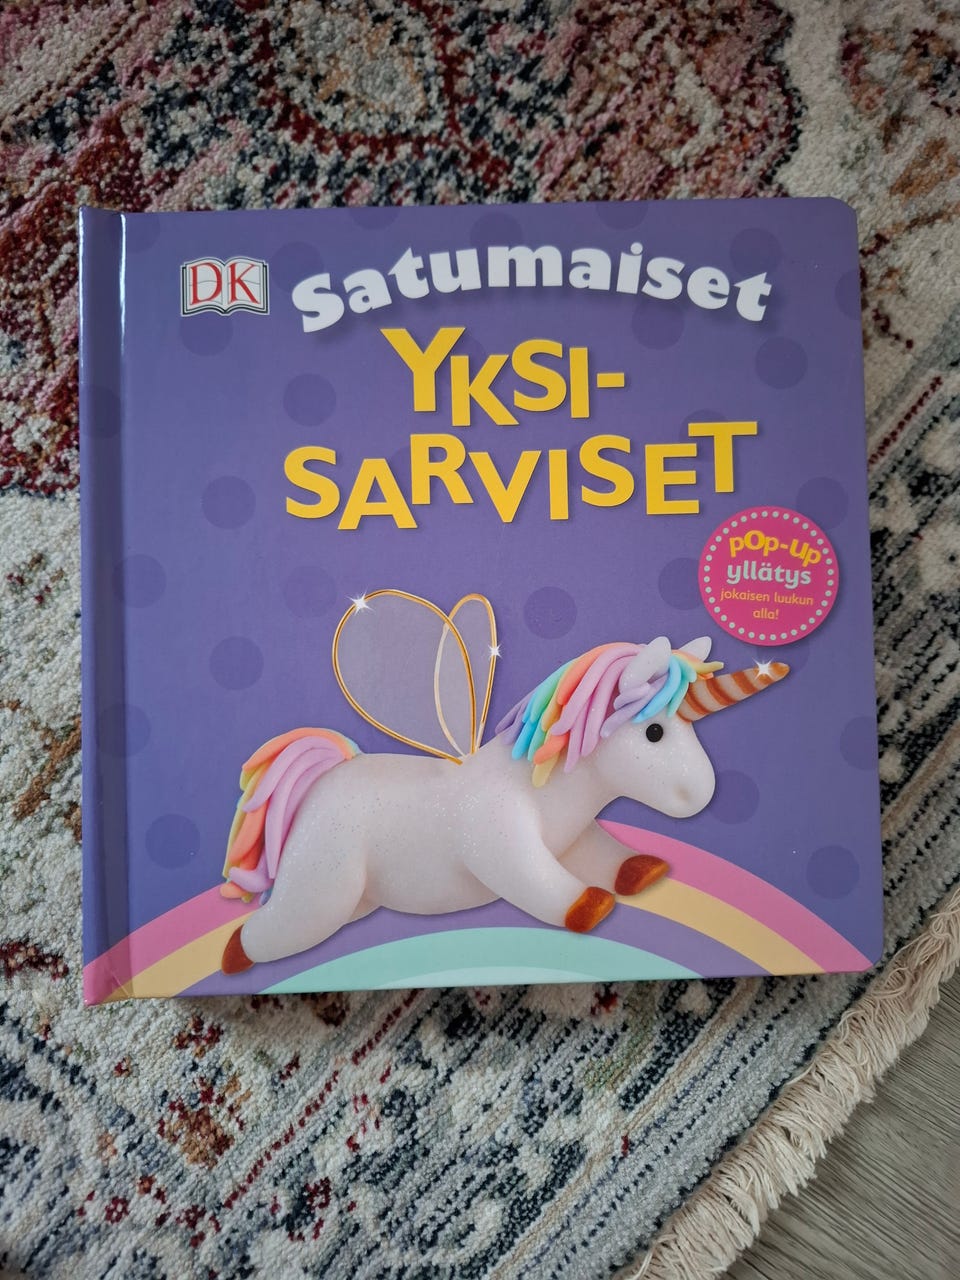 DK
Satumaiset
YKSI-
SARVISET
pOp-up
yllätys
jokaisen luukun
alla!